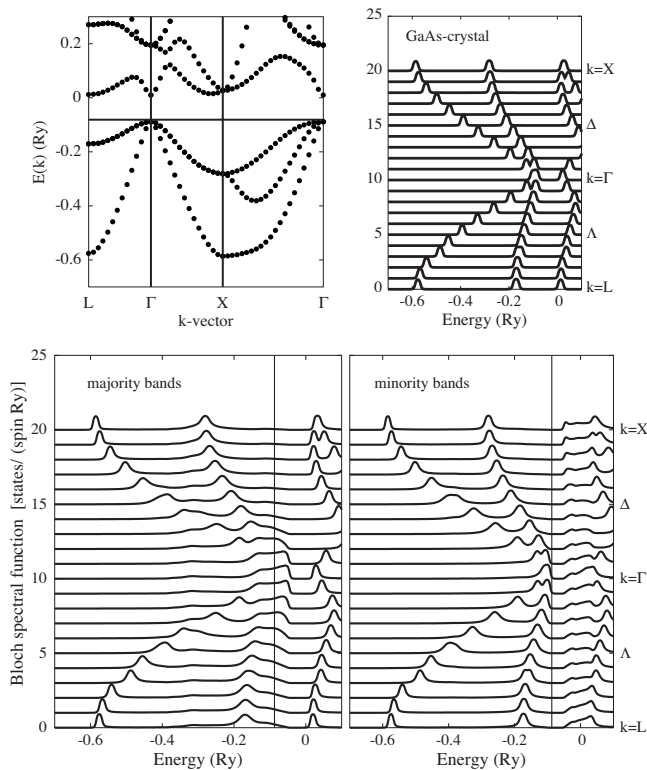 0.2
0
-0.2
-0.4
-0.6
E(k) (Ry)
L Γ X Γ
k-vector
GaAs-crystal
25
20
15
10
5
0
k=X
Δ
k=Γ
Λ
k=L
-0.6 -0.4 -0.2 0
Energy (Ry)
Bloch spectral function [states/ (spin Ry)]
25
20
15
10
5
0
majority bands
-0.6 -0.4 -0.2 0
Energy (Ry)
minority bands
k=X
Δ
k=Γ
Λ
k=L
-0.6 -0.4 -0.2 0
Energy (Ry)